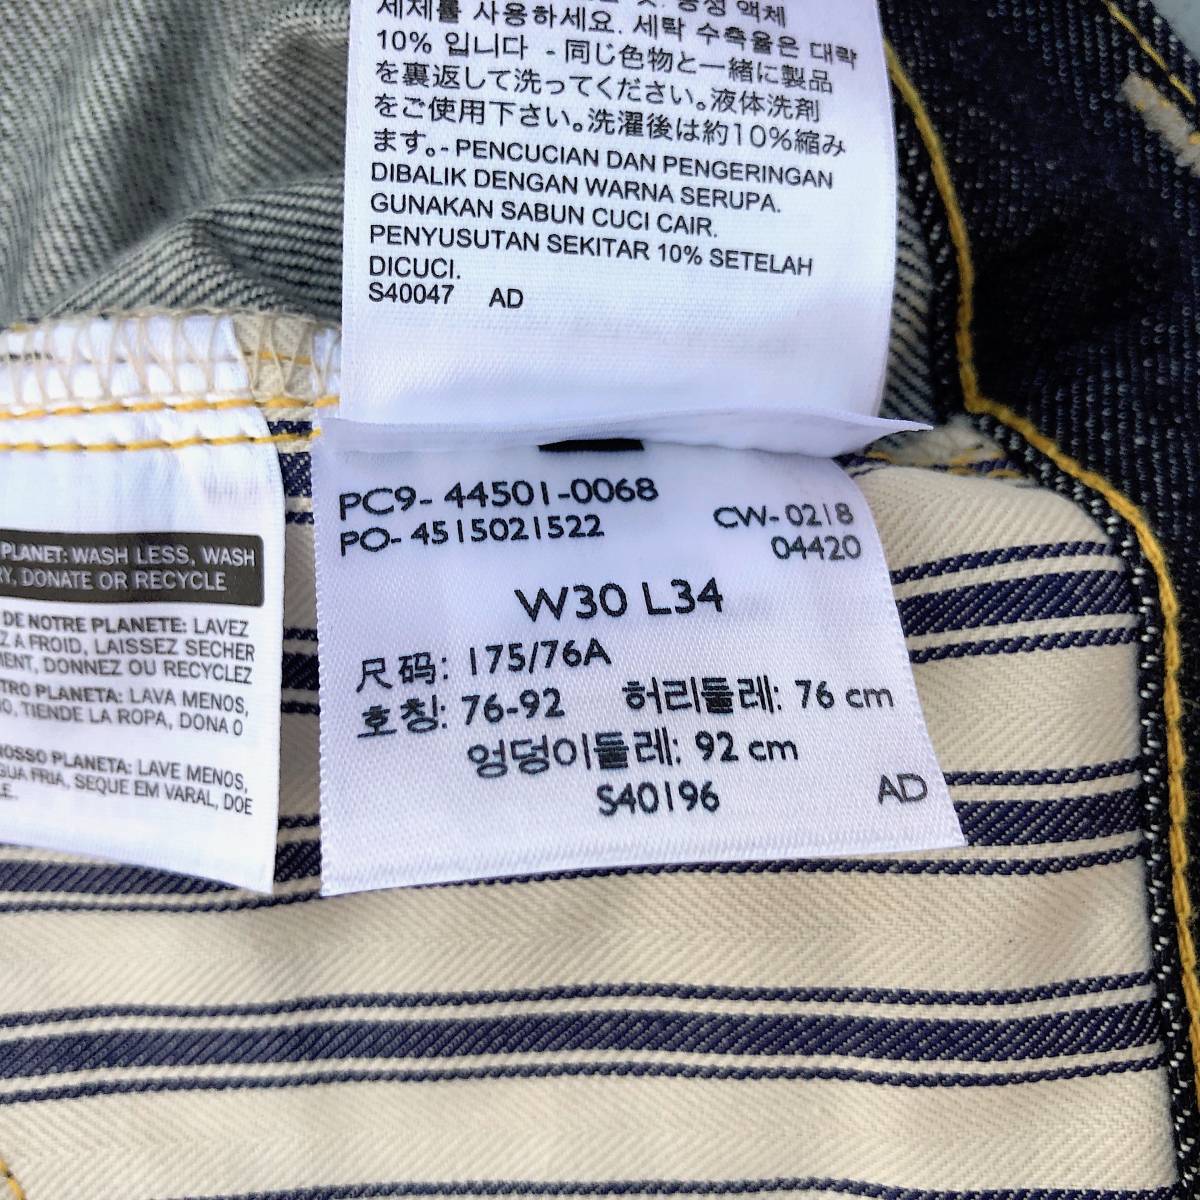 액체
세제를 사용하세요. 세탁 수축율은 대략
10% 입니다 - 同じ色物と一緒に製品
を裏返して洗ってください。液体洗剤
をご使用下さい。洗濯後は約10%縮み
ます。- PENCUCIAN DAN PENGERINGAN
DIBALIK DENGAN WARNA SERUPA.
GUNAKAN SABUN CUCI CAIR.
PENYUSUTAN SEKITAR 10% SETELAH
DICUCI.
S40047 AD
PLANET: WASH LESS, WASH
DONATE OR RECYCLE
DE NOTRE PLANETE: LAVEZ
A FROID, LAISSEZ SECHER
DONNEZ OU RECYCLEZ
PLANETA: LAVA MENOS,
TIENDE LA ROPA, DONA O
PLANETA: LAVE MENOS,
FRIA, SEQUE EM VARAL, DOE
PC9- 44501-0068
PO- 4515021522
CW- 0218
04420
W30 L34
尺码: 175/76A
호칭: 76-92 허리둘레: 76 cm
엉덩이둘레: 92 cm
S40196 AD